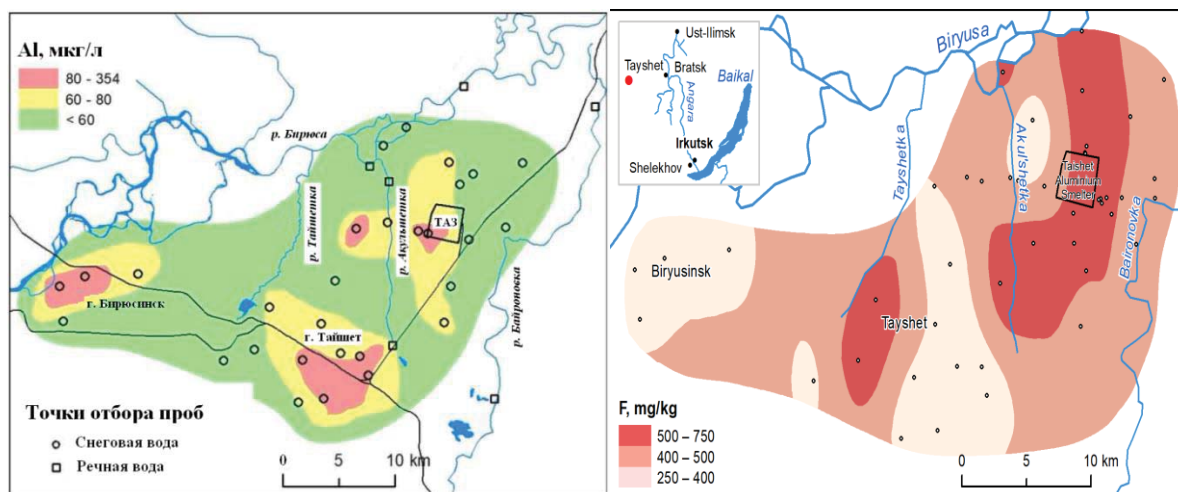 Al, мкг/л
80 - 354
60 - 80
< 60
р. Бирюса
р. Тайшетка
р. Акульшетка
ТАЗ
р. Байроновка
г. Бирюсинск
г. Тайшет
Точки отбора проб
Снеговая вода
Речная вода
0 5 10 km
Ust-Ilimsk
Tayshet
Bratsk
Angara
Baikal
Irkutsk
Shelekhov
Biryusa
Tayshetka
Akul'shetka
Taishet
Aluminium
Smelter
Baironovka
Biryusinsk
Tayshet
F, mg/kg
500 – 750
400 – 500
250 – 400
0 5 10 km